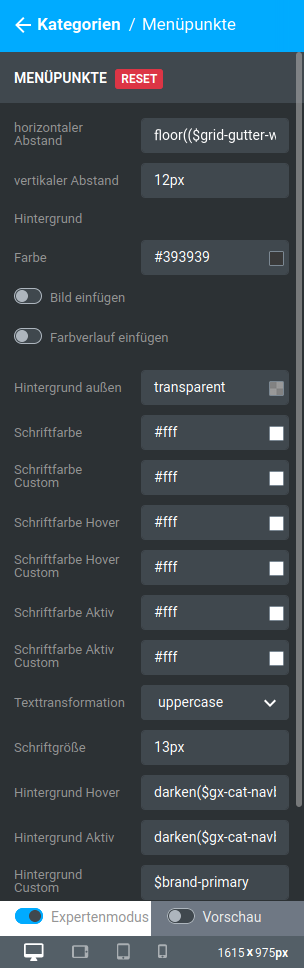 Kategorien / Menüpunkte
MENÜPUNKTE RESET
horizontaler
Abstand
floor(($grid-gutter-w
vertikaler Abstand 12px
Hintergrund
Farbe #393939
Bild einfügen
Farbverlauf einfügen
Hintergrund außen transparent
Schriftfarbe #fff
Schriftfarbe
Custom
#fff
Schriftfarbe Hover #fff
Schriftfarbe Hover
Custom
#fff
Schriftfarbe Aktiv #fff
Schriftfarbe Aktiv
Custom
#fff
Texttransformation uppercase
Schriftgröße 13px
Hintergrund Hover darken($gx-cat-navl
Hintergrund Aktiv darken($gx-cat-navl
Hintergrund
Custom
$brand-primary
Expertenmodus Vorschau
1615 x 975px